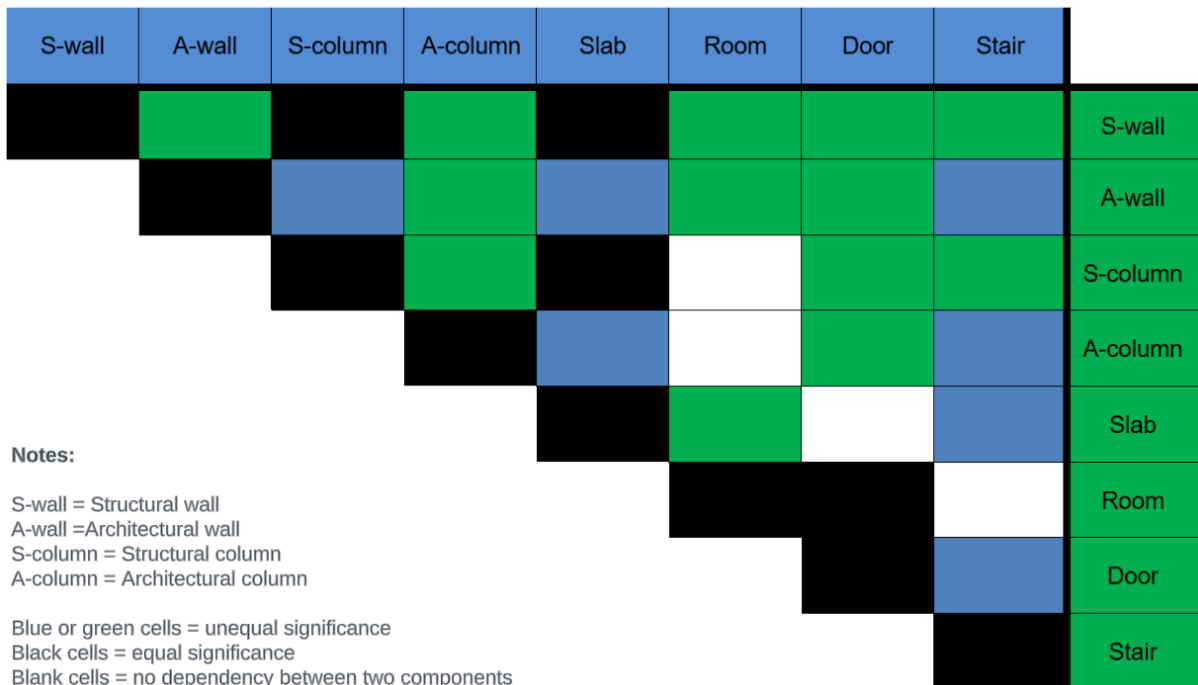 S-wall A-wall S-column A-column Slab Room Door Stair
S-wall
A-wall
S-column
A-column
Slab
Room
Door
Stair
Notes:
S-wall = Structural wall
A-wall =Architectural wall
S-column = Structural column
A-column = Architectural column
Blue or green cells = unequal significance
Black cells = equal significance
Blank cells = no dependency between two components